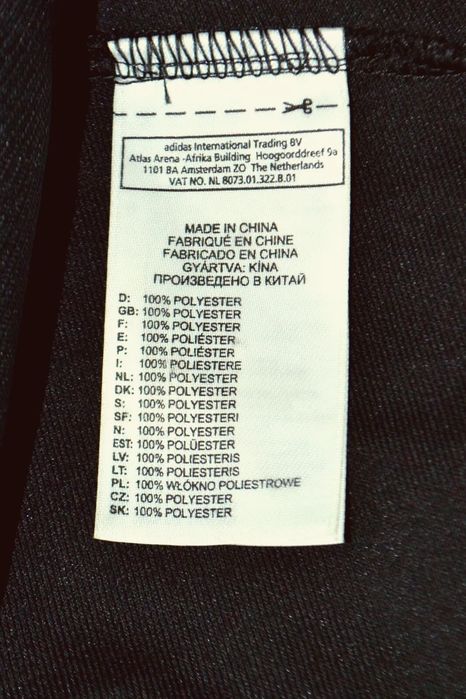 adidas International Trading BV
Atlas Arena -Afrika Building Hoogoorddreef 9a
1101 BA Amsterdam ZO The Netherlands
VAT NO. NL 8073.01.322.B.01
MADE IN CHINA
FABRIQUÉ EN CHINE
FABRICADO EN CHINA
GYÁRTVA: KÍNA
ПРОИЗВЕДЕНО В КИТАЙ
D: 100% POLYESTER
GB: 100% POLYESTER
F: 100% POLYESTER
E: 100% POLIÉSTER
P: 100% POLIÉSTER
I: 100% POLIESTERE
NL: 100% POLYESTER
DK: 100% POLYESTER
S: 100% POLYESTER
SF: 100% POLYESTERI
N: 100% POLYESTER
EST: 100% POLÜESTER
LV: 100% POLIESTERIS
LT: 100% POLIESTERIS
PL: 100% WŁÓKNO POLIESTROWE
CZ: 100% POLYESTER
SK: 100% POLYESTER